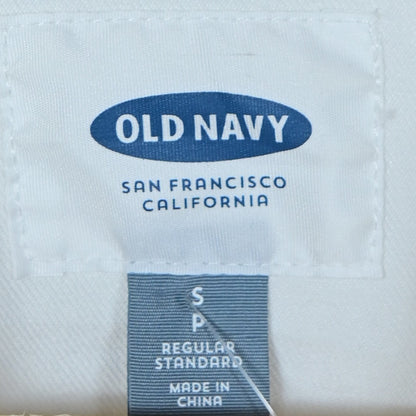 OLD NAVY
SAN FRANCISCO
CALIFORNIA
S
P
REGULAR
STANDARD
MADE IN
CHINA